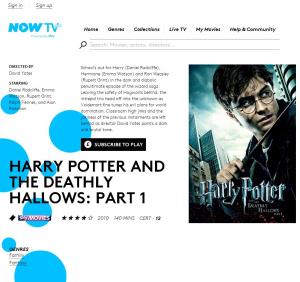 Sign in Sign up
NOW TV
Home Genres Collections Live TV My Movies Help & Community
Search: Movies, actors, directors...
DIRECTED BY
David Yates
STARRING
Daniel Radcliffe, Emma
Watson, Rupert Grint,
Ralph Fiennes, and Alan
Rickman
School's out for Harry (Daniel Radcliffe),
Hermione (Emma Watson) and Ron Weasley
(Rupert Grint) in the dark and diabolic
penultimate episode of the wizard saga.
Leaving the safety of Hogwarts behind, the
intrepid trio head off into the unknown as
Voldemort fine tunes his evil plans for world
domination. Classroom high jinks and the
jolliness of the previous instalments are left
behind as director David Yates paints a dark
and brutal tone.
£ SUBSCRIBE TO PLAY
HARRY POTTER AND
THE DEATHLY
HALLOWS: PART 1
sky MOVIES 2010 140 MINS CERT - 12
GENRES
Family
Fantasy
Harry Potter
AND THE
DEATHLY
HALLOWS
PART 1